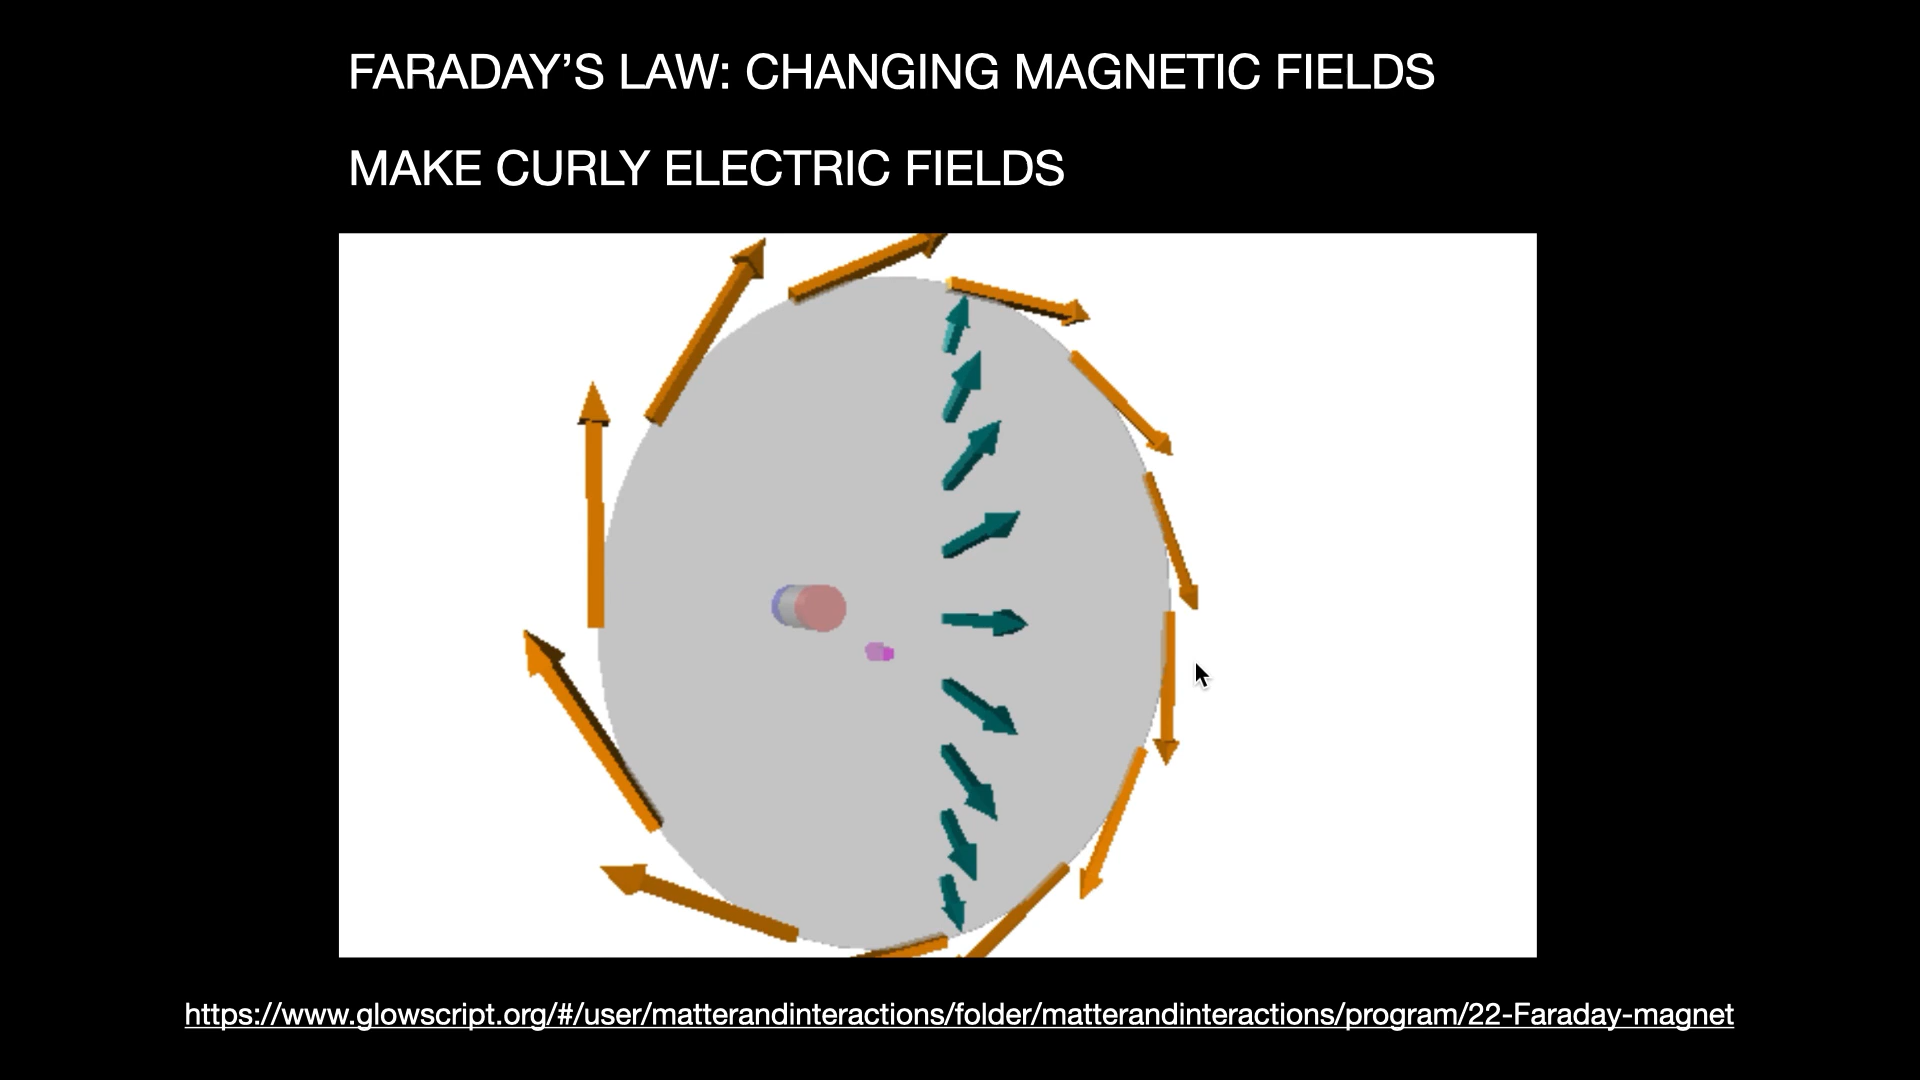 FARADAY’S LAW: CHANGING MAGNETIC FIELDS
MAKE CURLY ELECTRIC FIELDS
https://www.glowscript.org/#/user/matterandinteractions/folder/matterandinteractions/program/22-Faraday-magnet